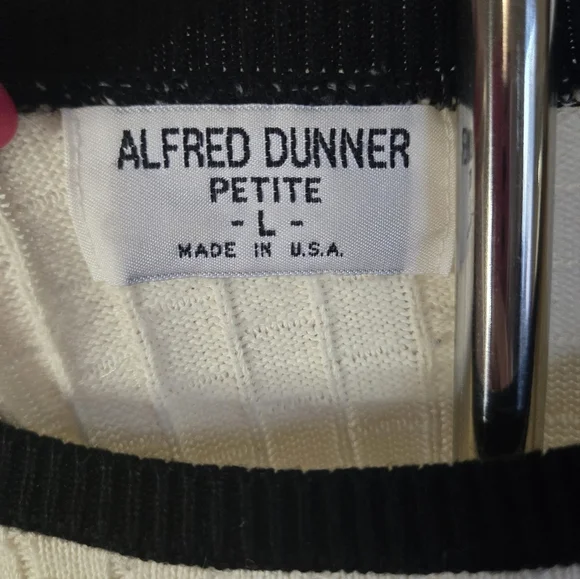 ALFRED DUNNER
PETITE
- L -
MADE IN U.S.A.